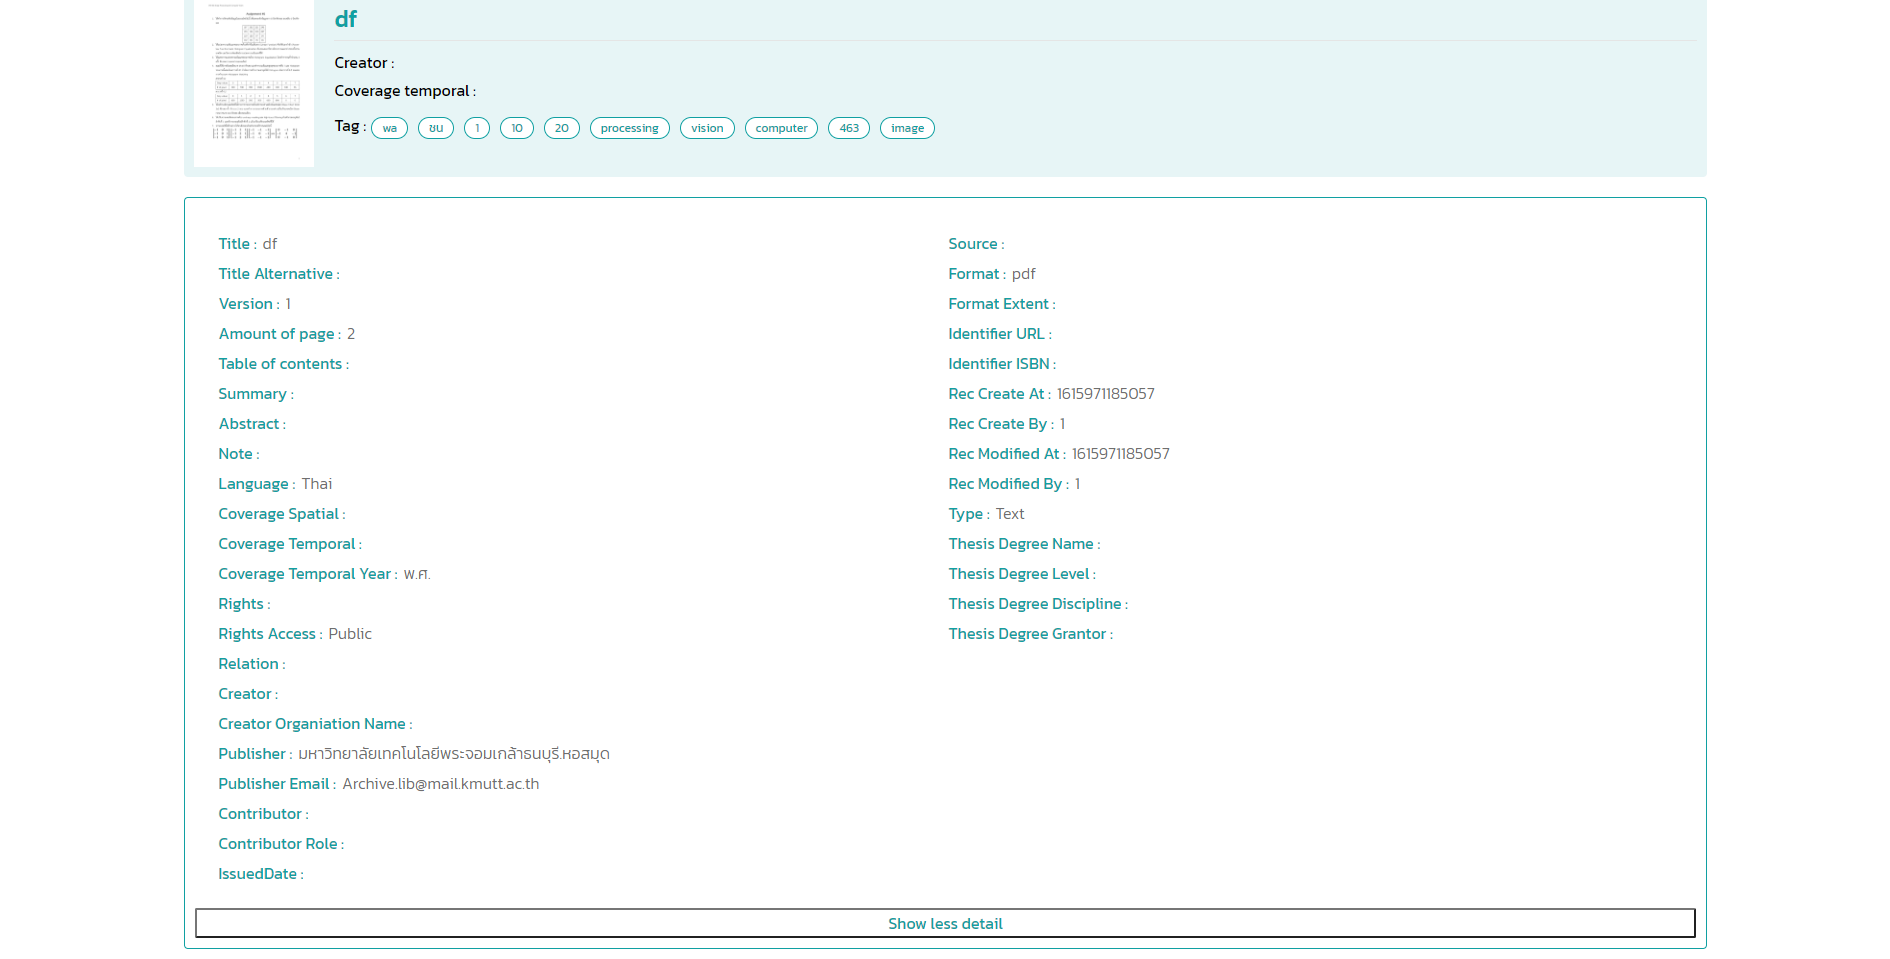 df
Creator :
Coverage temporal :
Tag : wa ชน 1 10 20 processing vision computer 463 image
Title : df
Title Alternative :
Version : 1
Amount of page : 2
Table of contents :
Summary :
Abstract :
Note :
Language : Thai
Coverage Spatial :
Coverage Temporal :
Coverage Temporal Year : พ.ศ.
Rights :
Rights Access : Public
Relation :
Creator :
Creator Organiation Name :
Publisher : มหาวิทยาลัยเทคโนโลยีพระจอมเกล้าธนบุรี.หอสมุด
Publisher Email : Archive.lib@mail.kmutt.ac.th
Contributor :
Contributor Role :
IssuedDate :
Source :
Format : pdf
Format Extent :
Identifier URL :
Identifier ISBN :
Rec Create At : 1615971185057
Rec Create By : 1
Rec Modified At : 1615971185057
Rec Modified By : 1
Type : Text
Thesis Degree Name :
Thesis Degree Level :
Thesis Degree Discipline :
Thesis Degree Grantor :
Show less detail